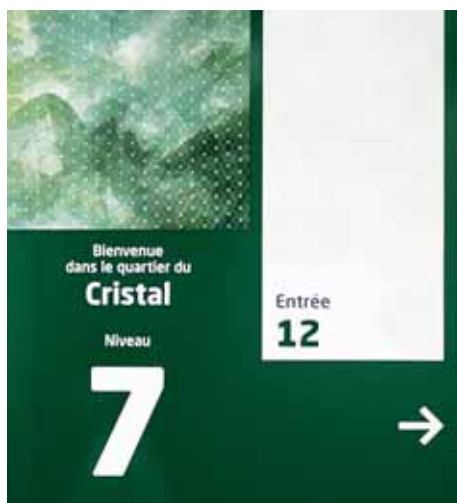 Bienvenue
dans le quartier du
Cristal
Niveau
7
Entrée
12